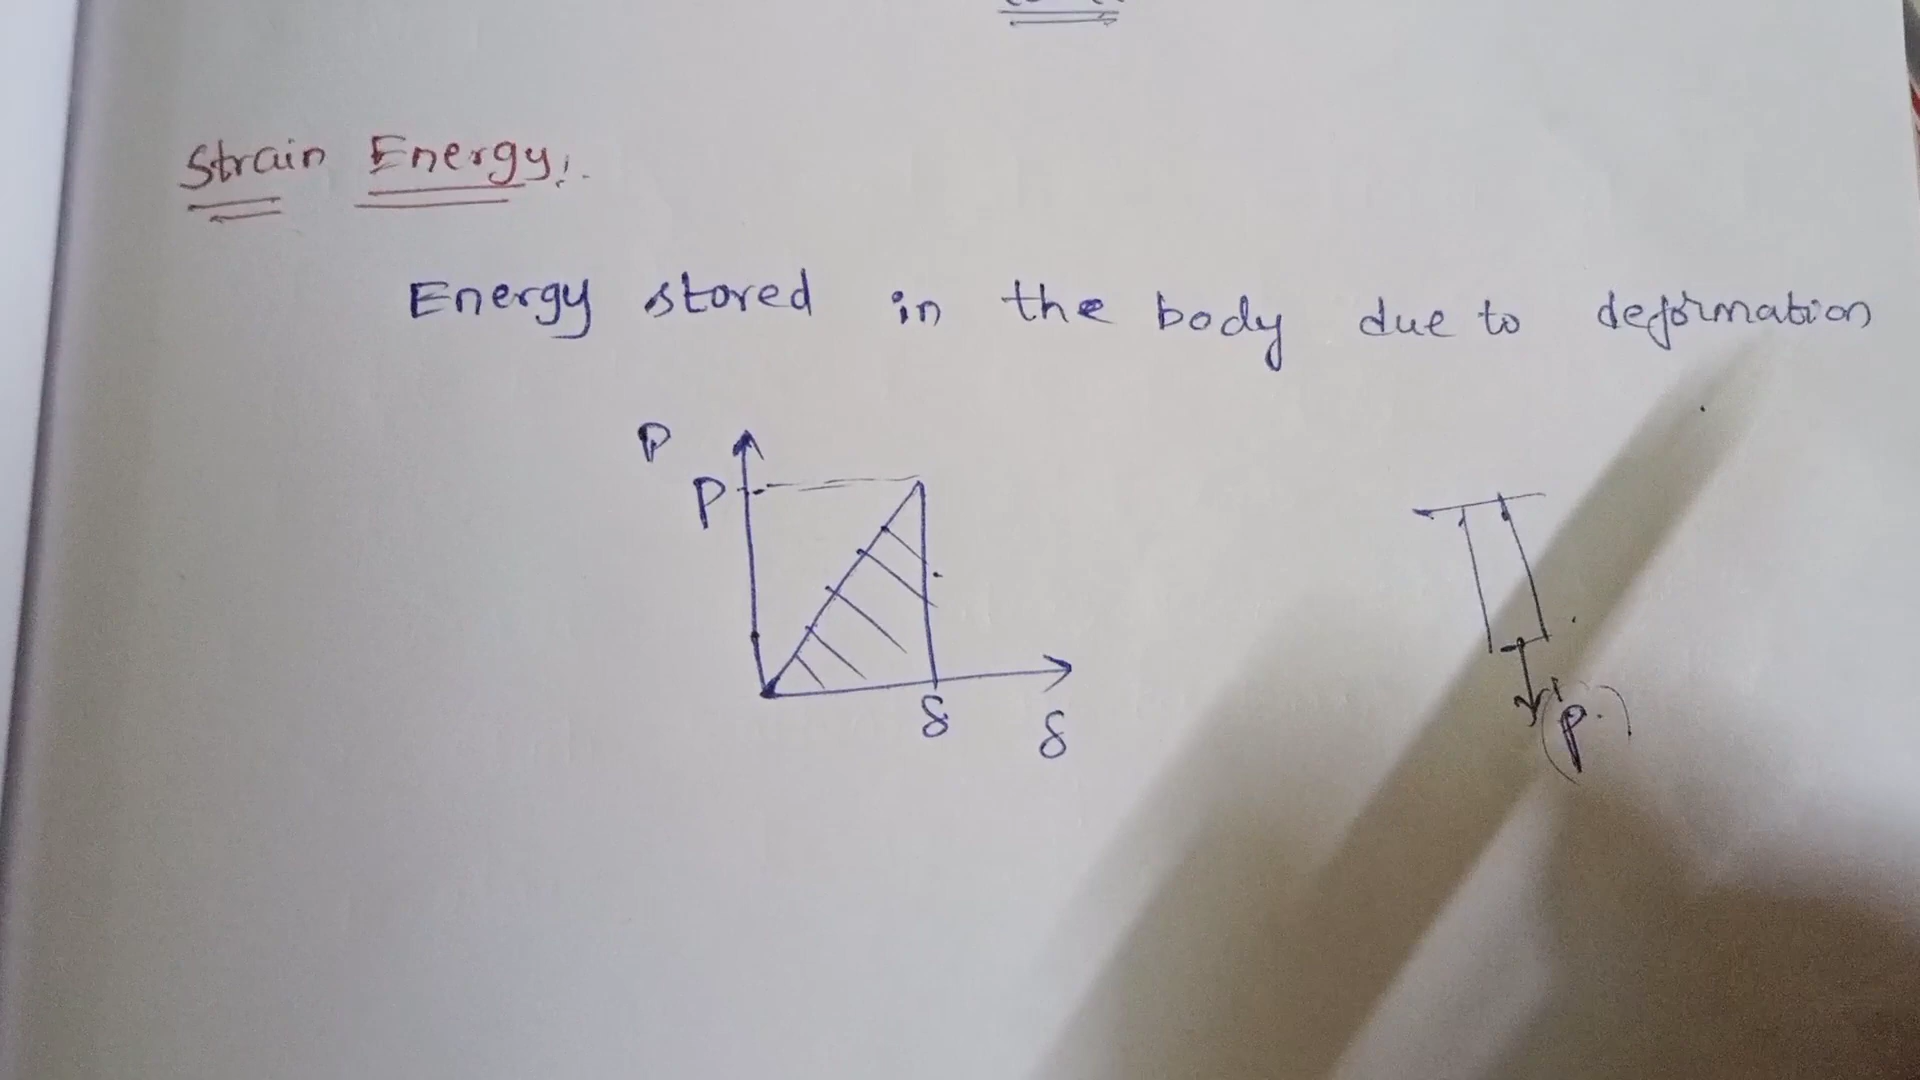 Strain Energy:-
Energy stored in the body due to deformation
P
P
δ
δ
P